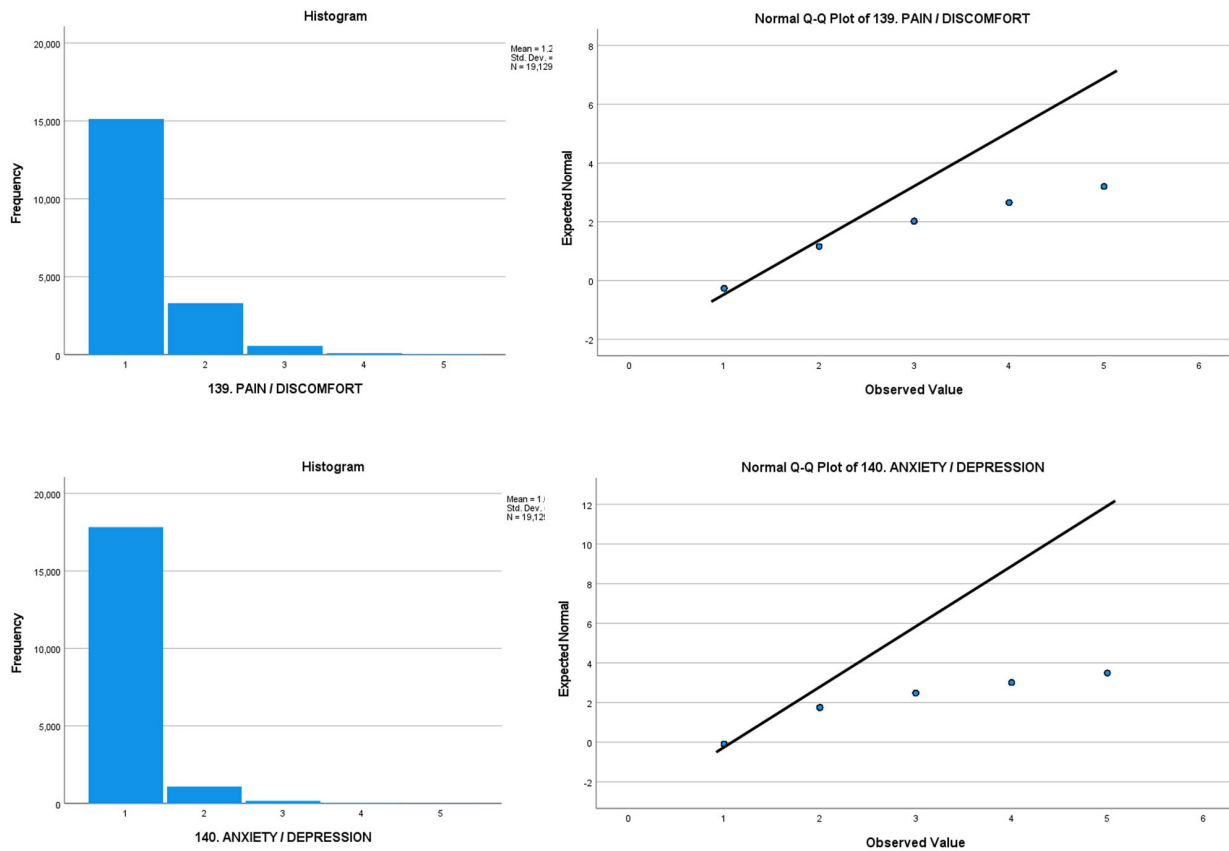 Histogram
20,000
15,000
10,000
5,000
0
Frequency
1 2 3 4 5
139. PAIN / DISCOMFORT
Mean = 1.2
Std. Dev. =
N = 19,129
Normal Q-Q Plot of 139. PAIN / DISCOMFORT
8
6
4
2
0
-2
Expected Normal
0 1 2 3 4 5 6
Observed Value
Histogram
20,000
15,000
10,000
5,000
0
Frequency
1 2 3 4 5
140. ANXIETY / DEPRESSION
Mean = 1.
Std. Dev.
N = 19,12
Normal Q-Q Plot of 140. ANXIETY / DEPRESSION
12
10
8
6
4
2
0
-2
Expected Normal
0 1 2 3 4 5 6
Observed Value